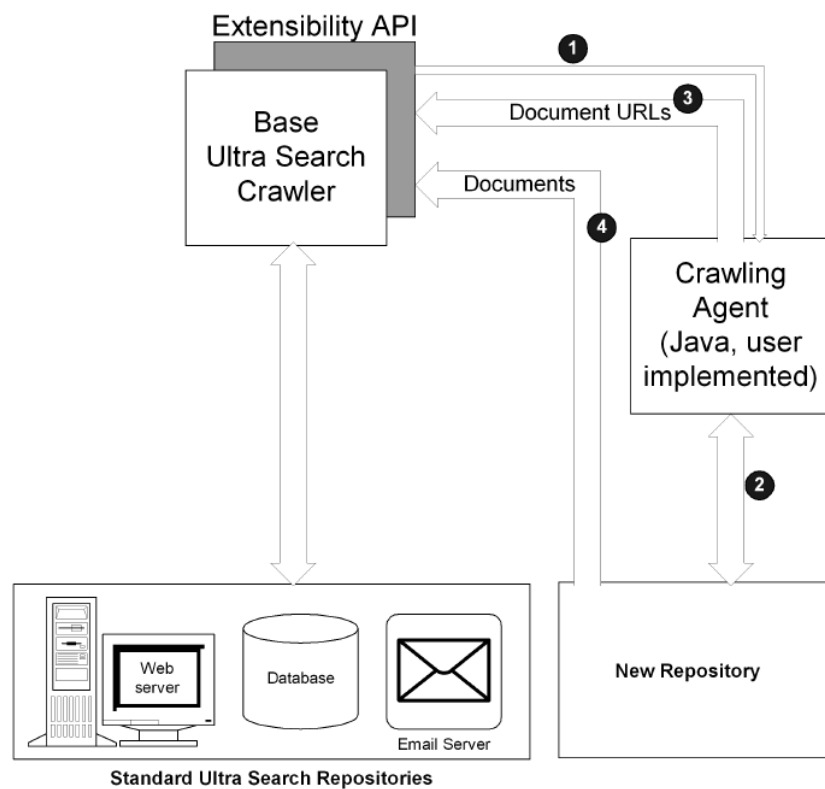 Extensibility API
1
3
Document URLs
Base
Ultra Search
Crawler
Documents
4
Crawling
Agent
(Java, user
implemented)
2
Web
server
Database
Email Server
New Repository
Standard Ultra Search Repositories